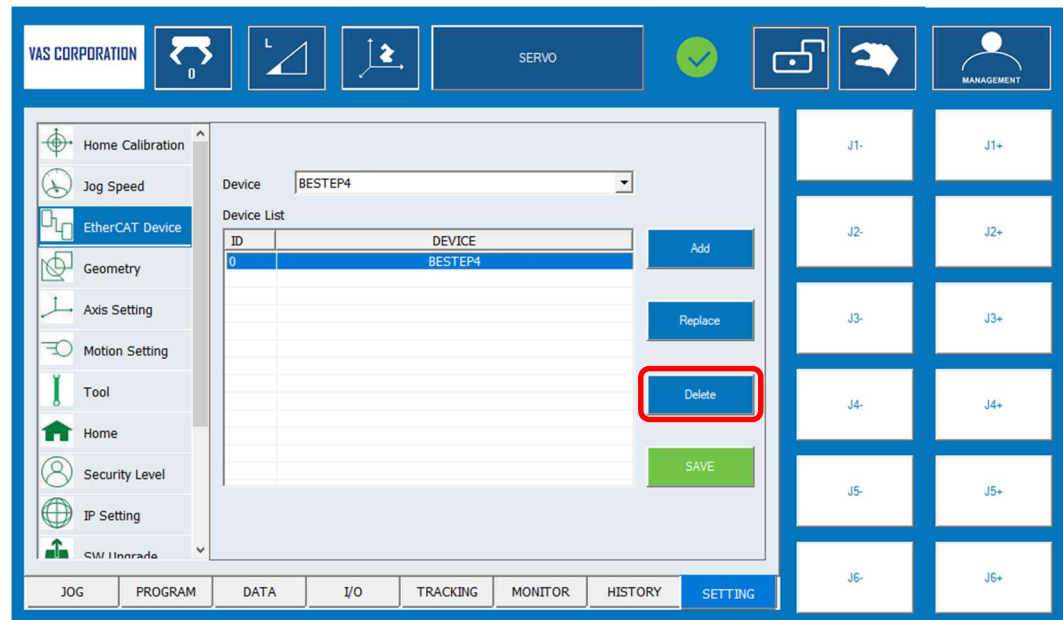 VAS CORPORATION
0
L
SERVO
MANAGEMENT
Home Calibration
Jog Speed
EtherCAT Device
Geometry
Axis Setting
Motion Setting
Tool
Home
Security Level
IP Setting
SW Upgrade
Device BESTEP4
Device List
ID DEVICE
0 BESTEP4
Add
Replace
Delete
SAVE
J1- J1+
J2- J2+
J3- J3+
J4- J4+
J5- J5+
J6- J6+
JOG PROGRAM DATA I/O TRACKING MONITOR HISTORY SETTING